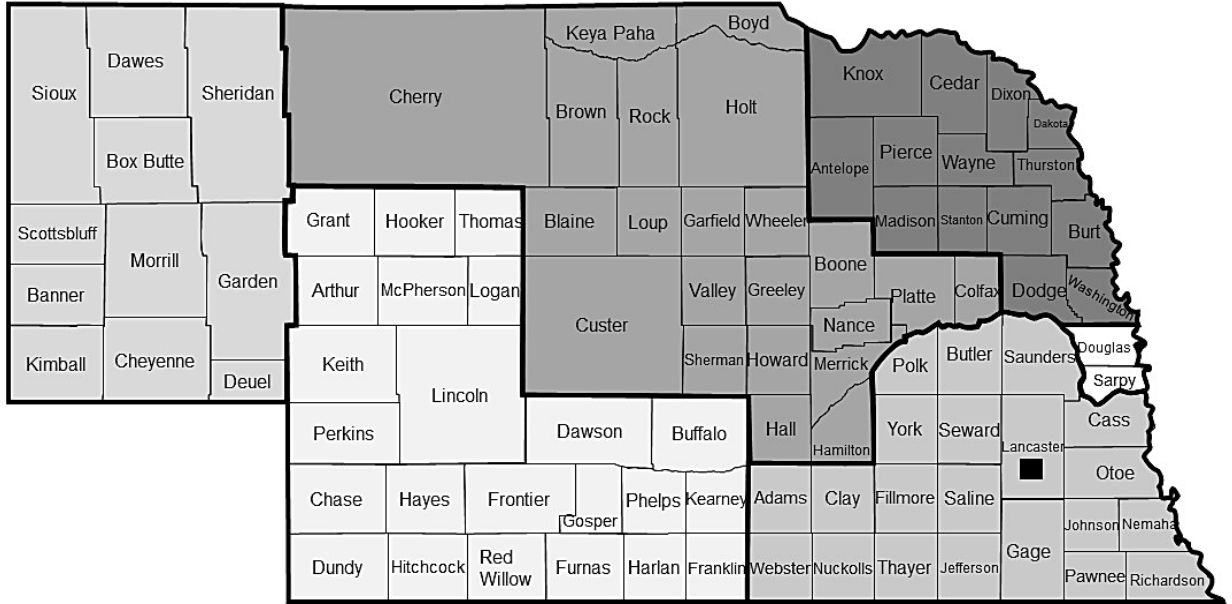 Boyd
Keya Paha
Dawes
Knox
Cedar
Sioux
Sheridan
Cherry
Dixon
Brown
Rock
Holt
Dakota
Box Butte
Antelope
Pierce
Wayne
Thurston
Grant
Hooker
Thomas
Blaine
Loup
Garfield
Wheeler
Madison
Stanton
Cuming
Scottsbluff
Burt
Morrill
Garden
Boone
Banner
Arthur
McPherson
Logan
Valley
Greeley
Platte
Colfax
Dodge
Washington
Custer
Nance
Kimball
Cheyenne
Keith
Sherman
Howard
Merrick
Polk
Butler
Saunders
Douglas
Deuel
Sarpy
Lincoln
Perkins
Dawson
Buffalo
Hall
Hamilton
York
Seward
Lancaster
Cass
Otoe
Chase
Hayes
Frontier
Gosper
Phelps
Kearney
Adams
Clay
Fillmore
Saline
Johnson
Nemaha
Gage
Dundy
Hitchcock
Red
Willow
Furnas
Harlan
Franklin
Webster
Nuckolls
Thayer
Jefferson
Pawnee
Richardson